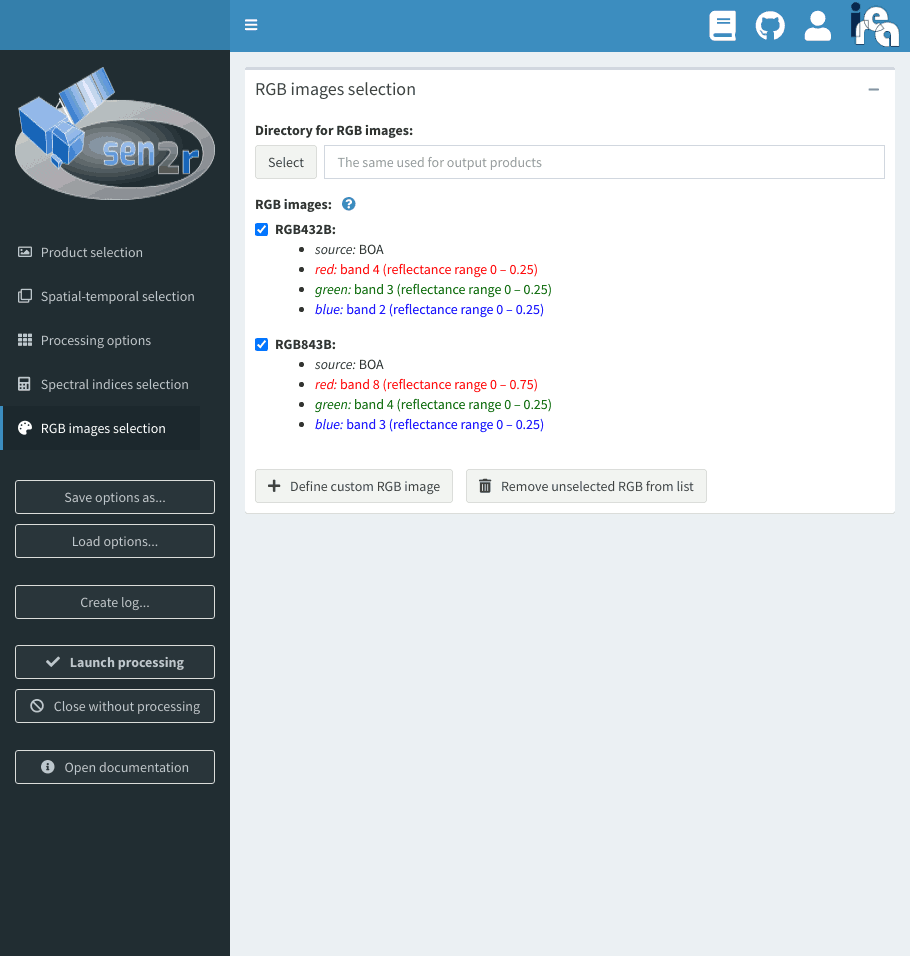 sen2r
Product selection
Spatial-temporal selection
Processing options
Spectral indices selection
RGB images selection
Save options as...
Load options...
Create log...
Launch processing
Close without processing
Open documentation
irea
RGB images selection
Directory for RGB images:
Select The same used for output products
RGB images:
RGB432B:
source: BOA
red: band 4 (reflectance range 0 – 0.25)
green: band 3 (reflectance range 0 – 0.25)
blue: band 2 (reflectance range 0 – 0.25)
RGB843B:
source: BOA
red: band 8 (reflectance range 0 – 0.75)
green: band 4 (reflectance range 0 – 0.25)
blue: band 3 (reflectance range 0 – 0.25)
Define custom RGB image Remove unselected RGB from list